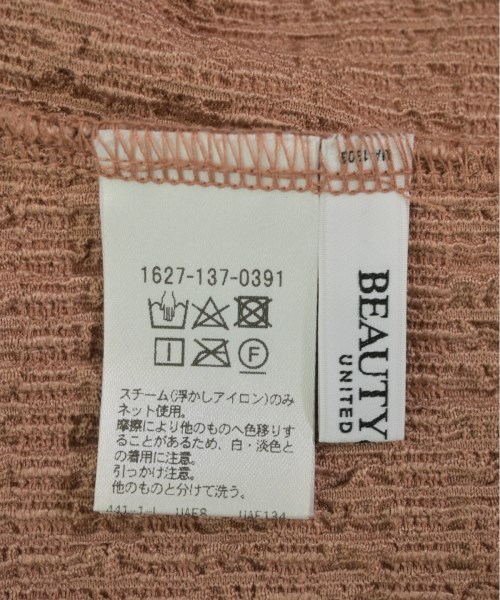 1627-137-0391
F
スチーム(浮かしアイロン)のみ
ネット使用。
摩擦により他のものへ色移りす
ることがあるため、白・淡色と
の着用に注意。
引っかけ注意。
他のものと分けて洗う。
BEAUTY
UNITED